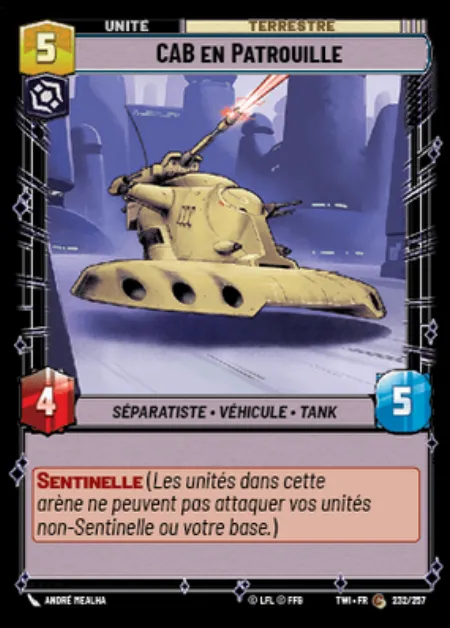 5
UNITÉ
TERRESTRE
CAB EN PATROUILLE
4
SÉPARATISTE • VÉHICULE • TANK
5
SENTINELLE (Les unités dans cette
arène ne peuvent pas attaquer vos unités
non-Sentinelle ou votre base.)
ANDRÉ MEALHA
© LFL ® FFG
TWI • FR C 232/257